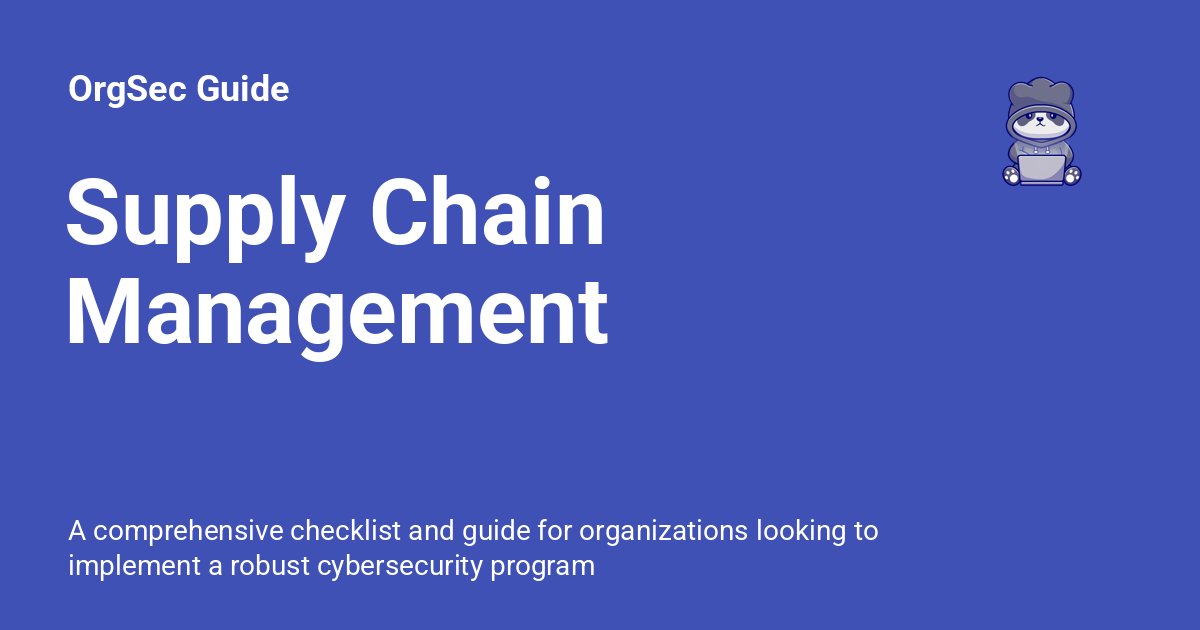 OrgSec Guide
Supply Chain
Management
A comprehensive checklist and guide for organizations looking to
implement a robust cybersecurity program